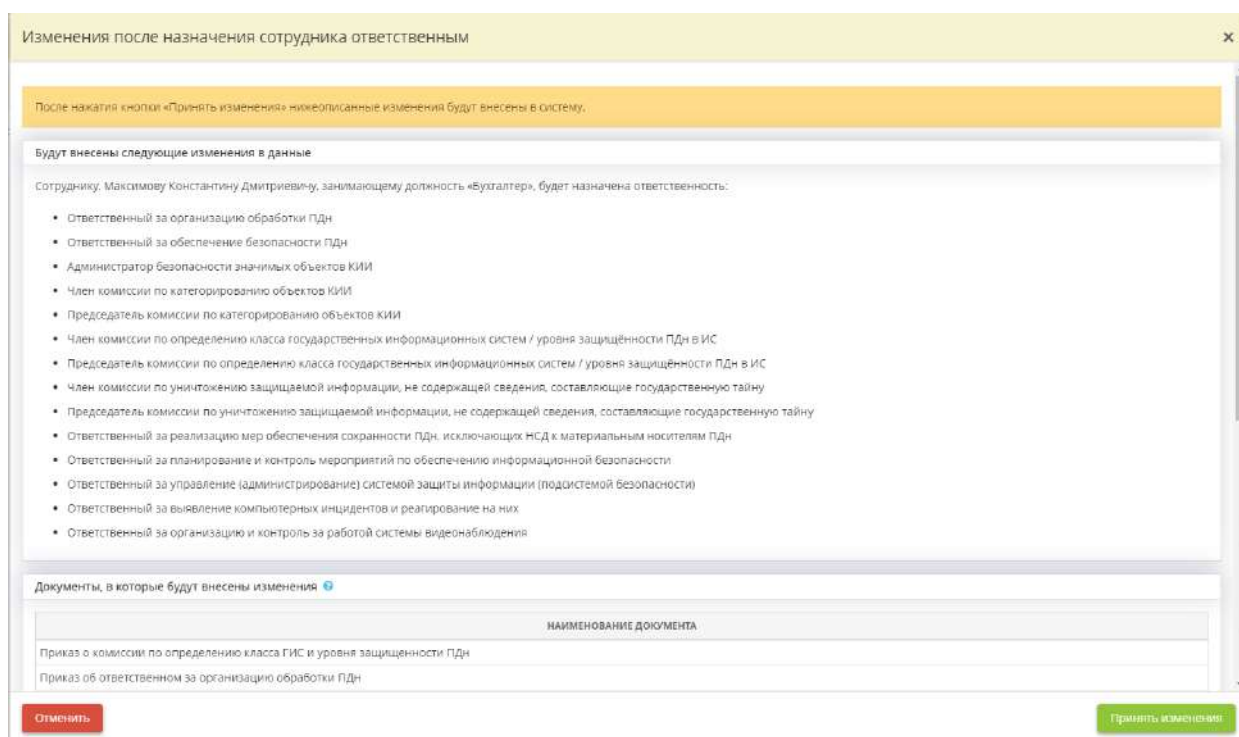 Изменения после назначения сотрудника ответственным
×
После нажатия кнопки «Принять изменения» нижеописанные изменения будут внесены в систему.
Будут внесены следующие изменения в данные
Сотруднику, Максимову Константину Дмитриевичу, занимающему должность «Бухгалтер», будет назначена ответственность:
• Ответственный за организацию обработки ПДн
• Ответственный за обеспечение безопасности ПДн
• Администратор безопасности значимых объектов КИИ
• Член комиссии по категорированию объектов КИИ
• Председатель комиссии по категорированию объектов КИИ
• Член комиссии по определению класса государственных информационных систем / уровня защищённости ПДн в ИС
• Председатель комиссии по определению класса государственных информационных систем / уровня защищённости ПДн в ИС
• Член комиссии по уничтожению защищаемой информации, не содержащей сведения, составляющие государственную тайну
• Председатель комиссии по уничтожению защищаемой информации, не содержащей сведения, составляющие государственную тайну
• Ответственный за реализацию мер обеспечения сохранности ПДн, исключающих НСД к материальным носителям ПДн
• Ответственный за планирование и контроль мероприятий по обеспечению информационной безопасности
• Ответственный за управление (администрирование) системой защиты информации (подсистемой безопасности)
• Ответственный за выявление компьютерных инцидентов и реагирование на них
• Ответственный за организацию и контроль за работой системы видеонаблюдения
Документы, в которые будут внесены изменения ?
НАИМЕНОВАНИЕ ДОКУМЕНТА
Приказ о комиссии по определению класса ГИС и уровня защищенности ПДн
Приказ об ответственном за организацию обработки ПДн
Отменить
Принять изменения